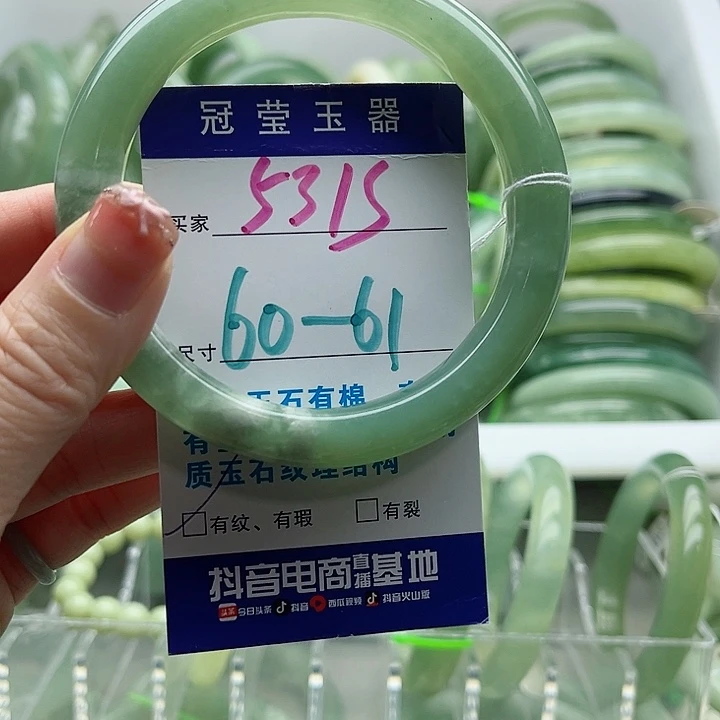 冠莹玉器
买家 5315
尺寸 60-61
玉石有棉、有
有
质玉石纹理结构
□有纹、有瑕 □有裂
抖音电商直播基地
今日头条 抖音 西瓜视频 抖音火山版